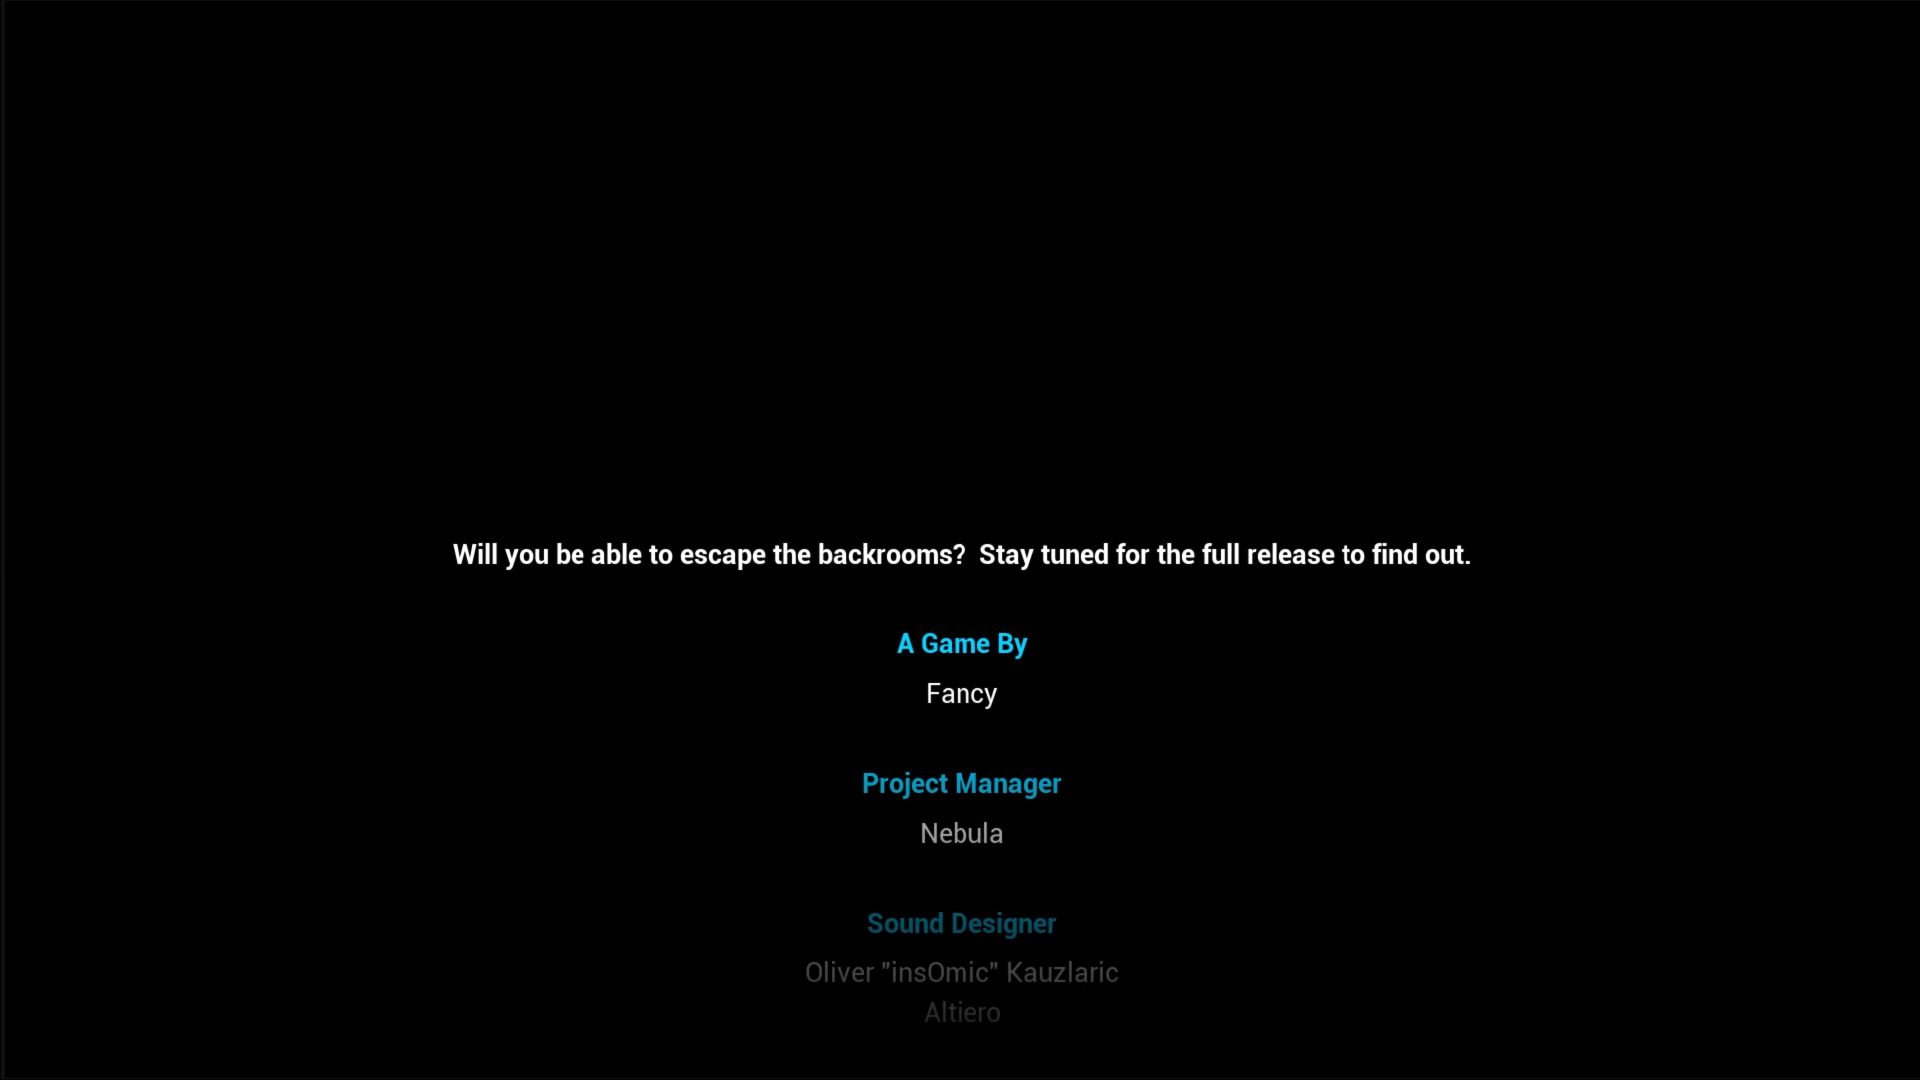 Will you be able to escape the backrooms?  Stay tuned for the full release to find out.
A Game By
Fancy
Project Manager
Nebula
Sound Designer
Oliver "insOmic" Kauzlaric
Altiero